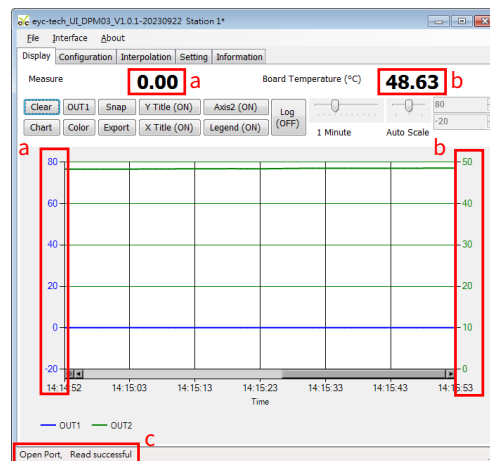 eyc-tech_UI_DPM03_V1.0.1-20230922 Station 1*
File Interface About
Display Configuration Interpolation Setting Information
Measure 0.00 a Board Temperature (°C) 48.63 b
Clear OUT1 Snap Y Title (ON) Axis2 (ON) Log (OFF) 80
Chart Color Export X Title (ON) Legend (ON) 1 Minute Auto Scale -20
a b
80 50
60 40
40 30
20 20
0 10
-20 0
14:14:52 14:15:03 14:15:13 14:15:23 14:15:33 14:15:43 14:15:53
Time
OUT1 OUT2
c
Open Port, Read successful